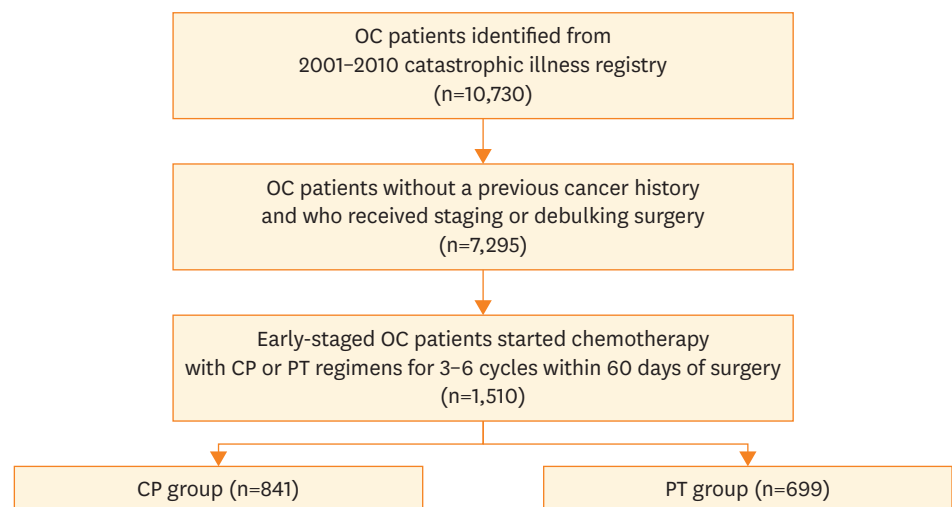 OC patients identified from
2001–2010 catastrophic illness registry
(n=10,730)
OC patients without a previous cancer history
and who received staging or debulking surgery
(n=7,295)
Early-staged OC patients started chemotherapy
with CP or PT regimens for 3–6 cycles within 60 days of surgery
(n=1,510)
CP group (n=841)
PT group (n=699)